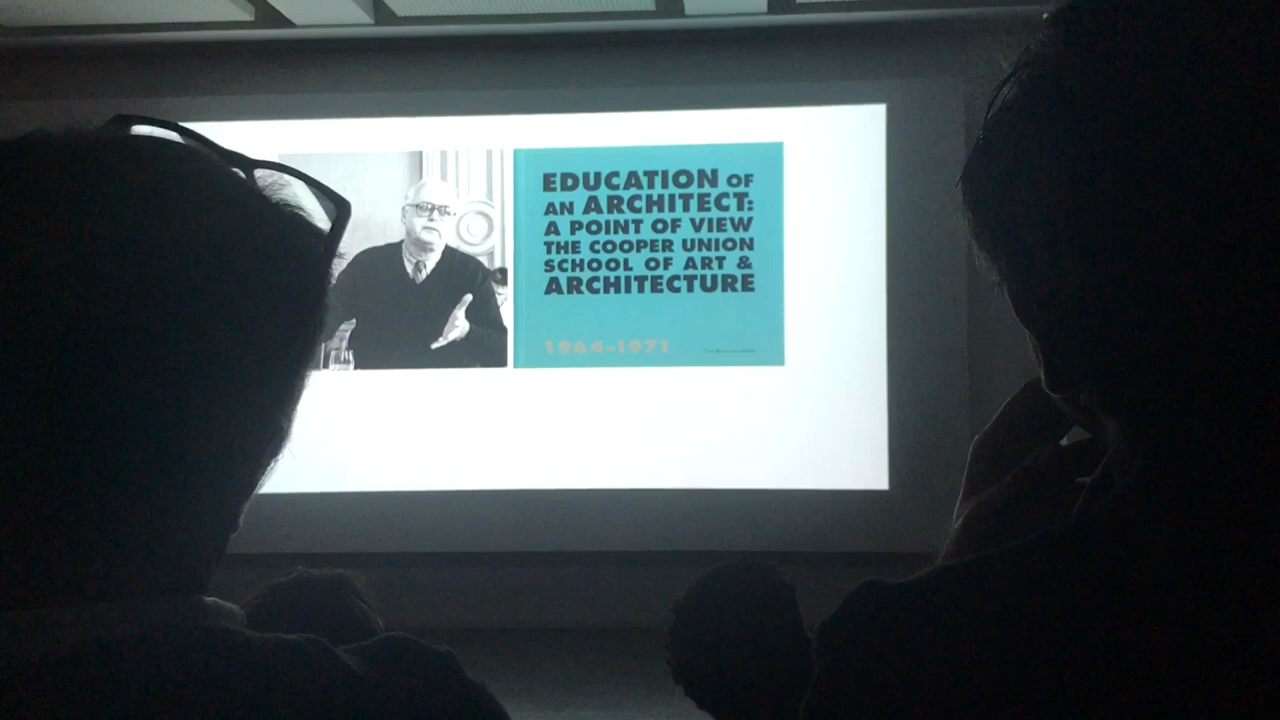 EDUCATION OF
AN ARCHITECT:
A POINT OF VIEW
THE COOPER UNION
SCHOOL OF ART &
ARCHITECTURE
1964-1971